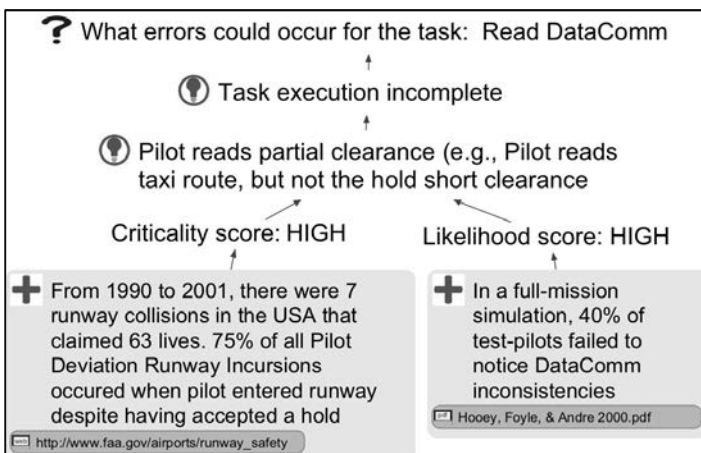 ? What errors could occur for the task: Read DataComm
Task execution incomplete
Pilot reads partial clearance (e.g., Pilot reads
taxi route, but not the hold short clearance
Criticality score: HIGH
Likelihood score: HIGH
From 1990 to 2001, there were 7
runway collisions in the USA that
claimed 63 lives. 75% of all Pilot
Deviation Runway Incursions
occured when pilot entered runway
despite having accepted a hold
web http://www.faa.gov/airports/runway_safety
In a full-mission
simulation, 40% of
test-pilots failed to
notice DataComm
inconsistencies
pdf Hooey, Foyle, & Andre 2000.pdf